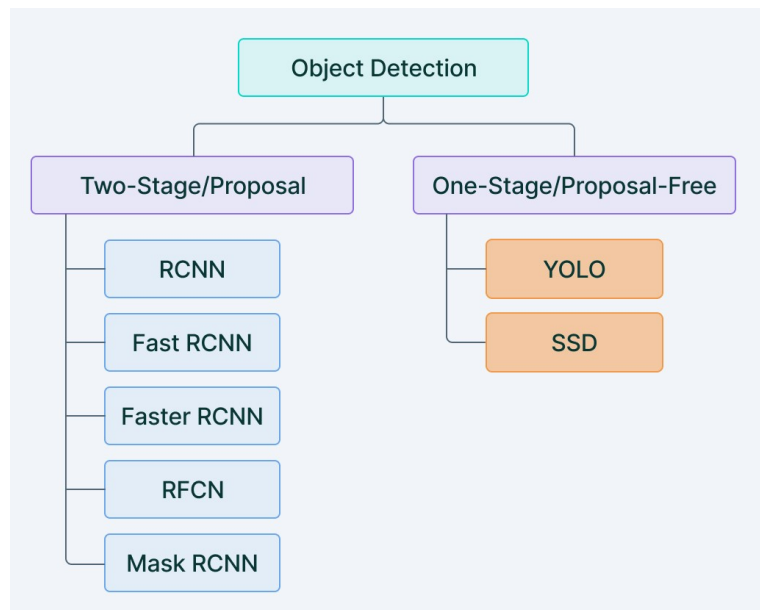 Object Detection
Two-Stage/Proposal
One-Stage/Proposal-Free
RCNN
Fast RCNN
Faster RCNN
RFCN
Mask RCNN
YOLO
SSD